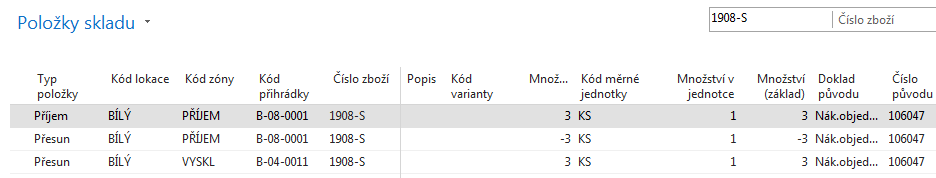 Položky skladu
1908-S Číslo zboží
Typ položky Kód lokace Kód zóny Kód přihrádky Číslo zboží Popis Kód varianty Množ... Kód měrné jednotky Množství v jednotce Množství (základ) Doklad původu Číslo původu
Příjem BÍLÝ PŘÍJEM B-08-0001 1908-S 3 KS 1 3 Nák.objed... 106047
Přesun BÍLÝ PŘÍJEM B-08-0001 1908-S -3 KS 1 -3 Nák.objed... 106047
Přesun BÍLÝ VYSKL B-04-0011 1908-S 3 KS 1 3 Nák.objed... 106047